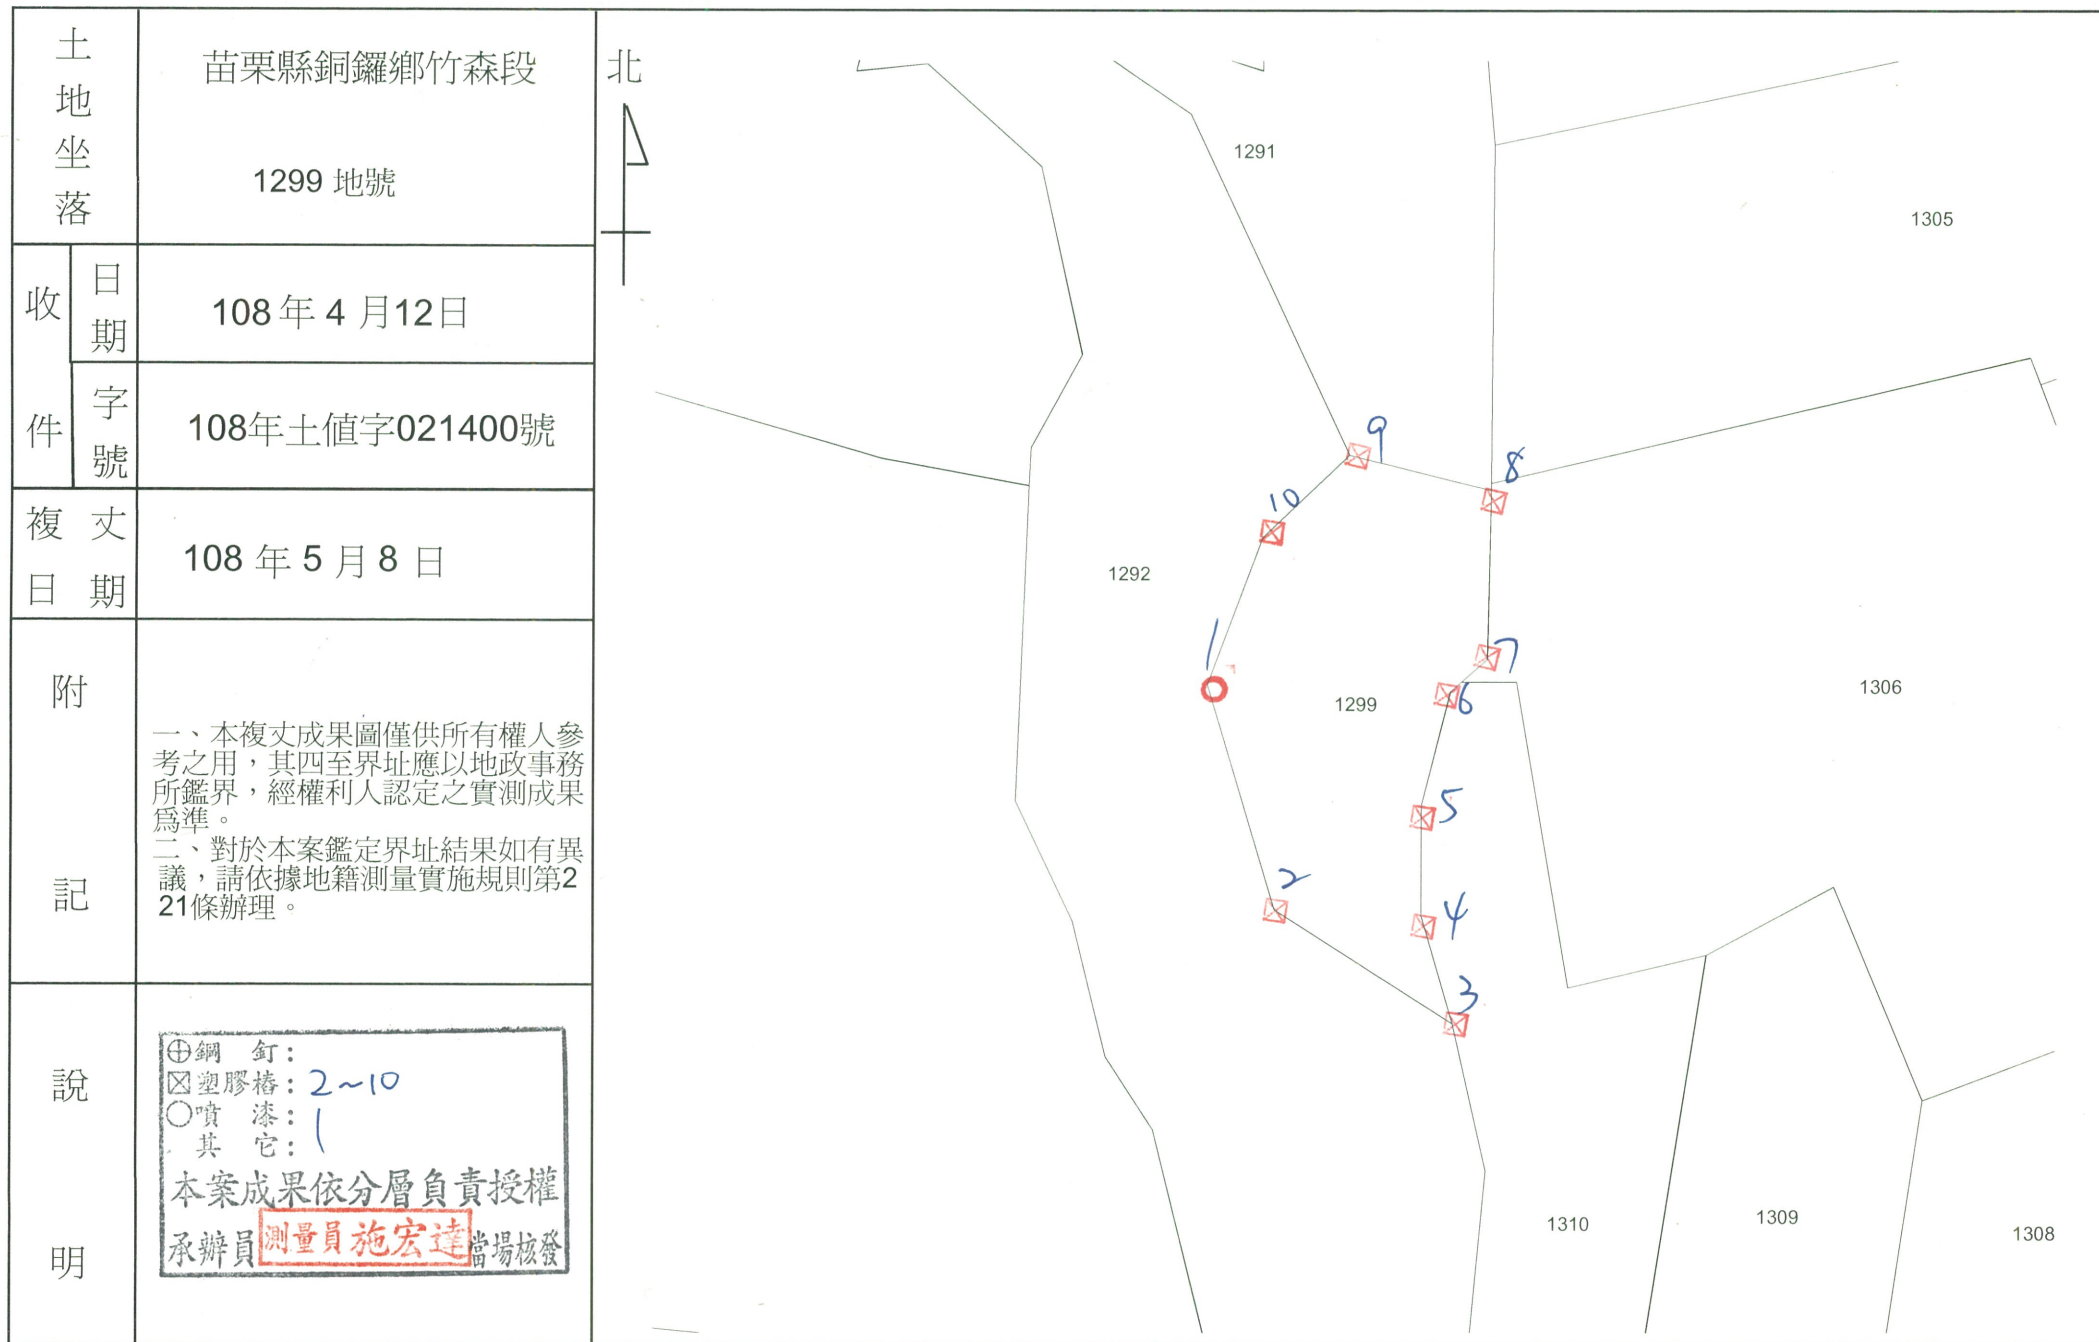 土地坐落
苗栗縣銅鑼鄉竹森段
1299 地號
收件
日期
108 年 4 月12日
字號
108年土値字021400號
複丈
日期
108 年 5 月 8 日
附記
一、本複丈成果圖僅供所有權人參
考之用，其四至界址應以地政事務
所鑑界，經權利人認定之實測成果
爲準。
二、對於本案鑑定界址結果如有異
議，請依據地籍測量實施規則第2
21條辦理。
說明
⊕鋼 釘：
☒塑膠樁：2~10
○噴 漆：1
其 它：
本案成果依分層負責授權
承辦員 測量員施宏達 當場核發
北
1291
1305
9
8
10
1292
1
7
1299
6
1306
5
2
4
3
1310
1309
1308